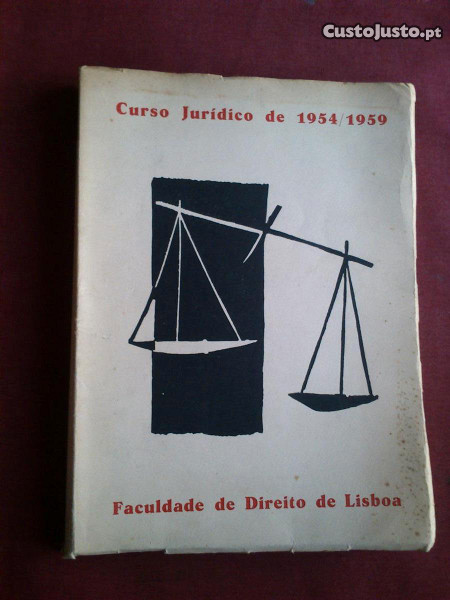 CustoJusto.pt
Curso Jurídico de 1954/1959
Faculdade de Direito de Lisboa